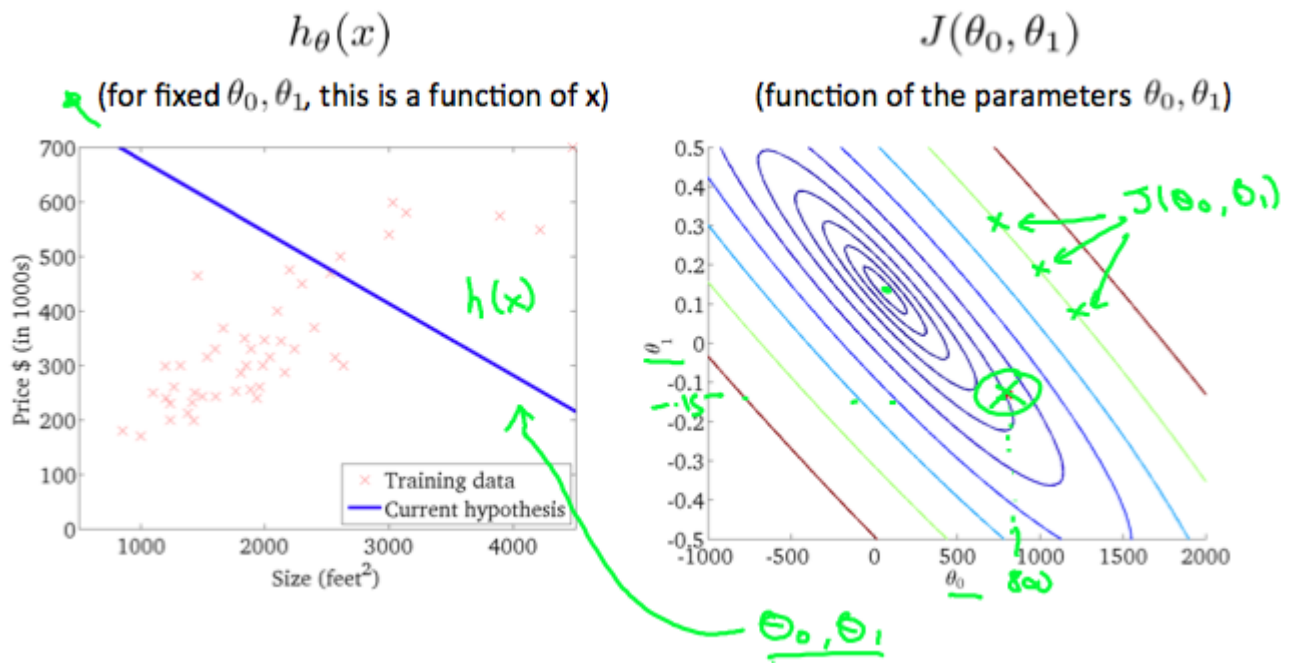 h_θ(x)
(for fixed θ₀, θ₁, this is a function of x)
700
600
500
400
300
200
100
0
Price $ (in 1000s)
h(x)
Training data
Current hypothesis
1000 2000 3000 4000
Size (feet²)
J(θ₀, θ₁)
(function of the parameters θ₀, θ₁)
0.5
0.4
0.3
0.2
0.1
0
-0.1
-0.2
-0.3
-0.4
-0.5
θ₁
-.15
J(θ₀, θ₁)
-1000 -500 0 500 1000 1500 2000
θ₀
800
θ₀, θ₁